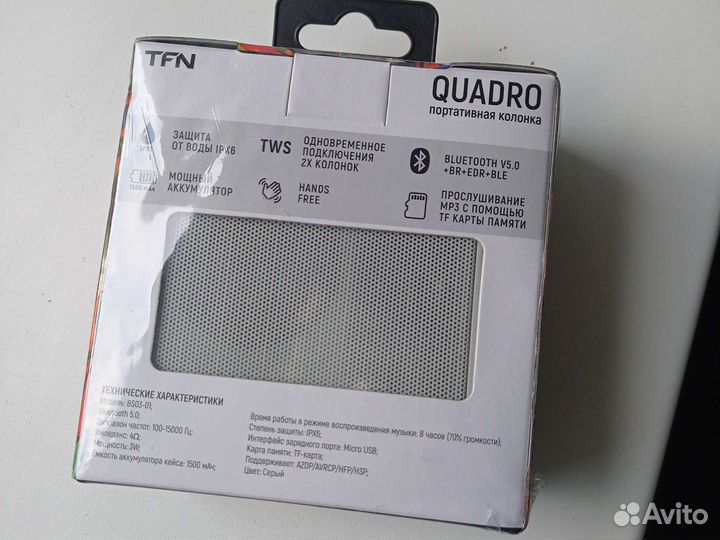 TFN
QUADRO
портативная колонка
ЗАЩИТА
ОТ ВОДЫ IPX6
TWS
ОДНОВРЕМЕННОЕ
ПОДКЛЮЧЕНИЯ
2X КОЛОНОК
BLUETOOTH V5.0
+BR+EDR+BLE
1500 mAh
МОЩНЫЙ
АККУМУЛЯТОР
HANDS
FREE
ПРОСЛУШИВАНИЕ
MP3 С ПОМОЩЬЮ
TF КАРТЫ ПАМЯТИ
ТЕХНИЧЕСКИЕ ХАРАКТЕРИСТИКИ
Модель: BS03-01;
Bluetooth 5.0;
Диапазон частот: 100-15000 Гц;
Импеданс: 4Ω;
Мощность: 3W;
Емкость аккумулятора кейса: 1500 мАч;
Время работы в режиме воспроизведения музыки: 8 часов (70% громкости);
Степень защиты: IPX6;
Интерфейс зарядного порта: Micro USB;
Карта памяти: TF-карта;
Поддерживает: A2DP/AVRCP/HFP/HSP;
Цвет: Серый
Avito